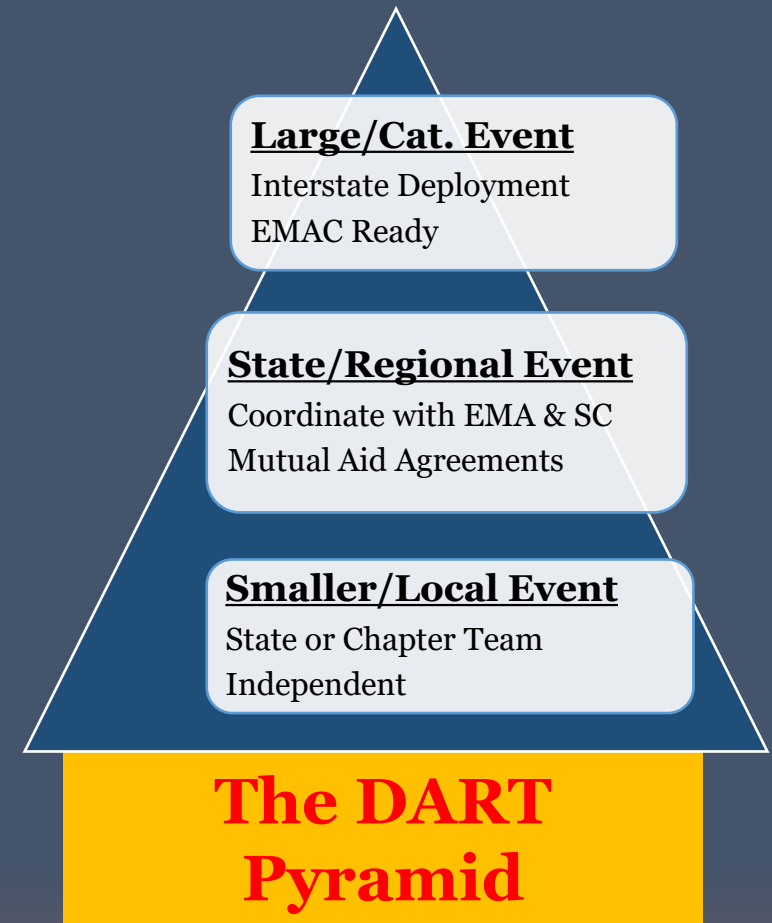 Large/Cat. Event
Interstate Deployment
EMAC Ready
State/Regional Event
Coordinate with EMA & SC
Mutual Aid Agreements
Smaller/Local Event
State or Chapter Team
Independent
The DART
Pyramid